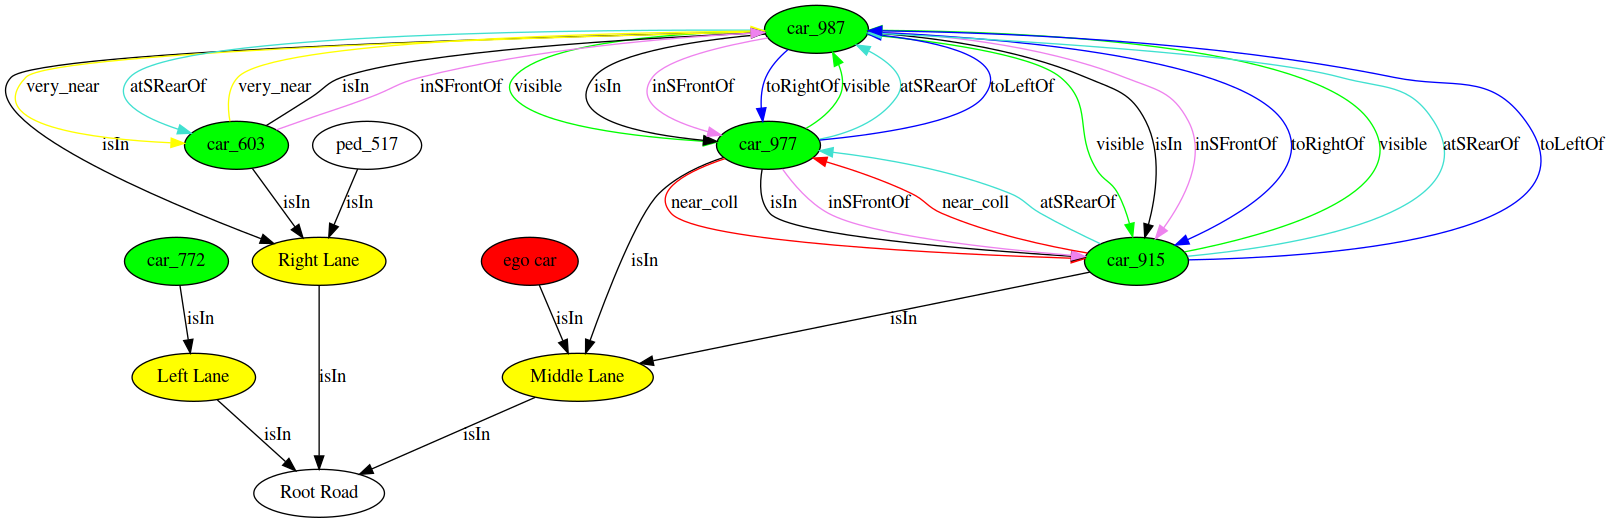 car_987
very_near
atSRearOf
very_near
isIn
inSFrontOf
visible
isIn
inSFrontOf
toRightOf
visible
atSRearOf
toLeftOf
isIn
car_603
ped_517
car_977
visible
isIn
inSFrontOf
toRightOf
visible
atSRearOf
toLeftOf
isIn
isIn
near_coll
isIn
inSFrontOf
near_coll
atSRearOf
car_772
Right Lane
ego car
isIn
car_915
isIn
isIn
isIn
Left Lane
isIn
Middle Lane
isIn
isIn
Root Road